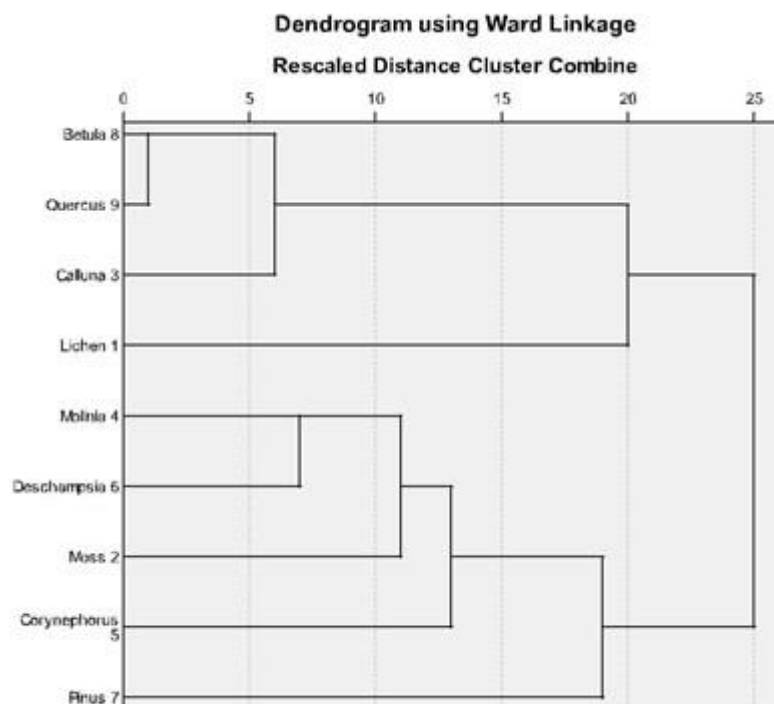 Dendrogram using Ward Linkage
Rescaled Distance Cluster Combine
0 5 10 15 20 25
Betula 8
Quercus 9
Calluna 3
Lichen 1
Molinia 4
Deschampsia 6
Moss 2
Corynephorus
5
Pinus 7